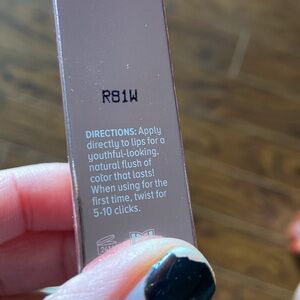 R81W
DIRECTIONS: Apply
directly to lips for a
youthful-looking,
natural flush of
color that lasts!
When using for the
first time, twist for
5-10 clicks.